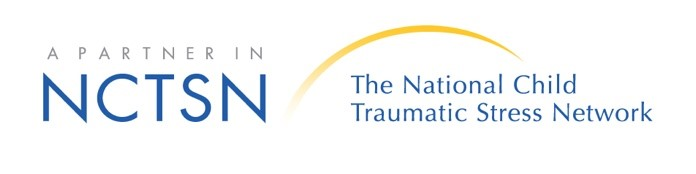 A PARTNER IN
NCTSN
The National Child
Traumatic Stress Network